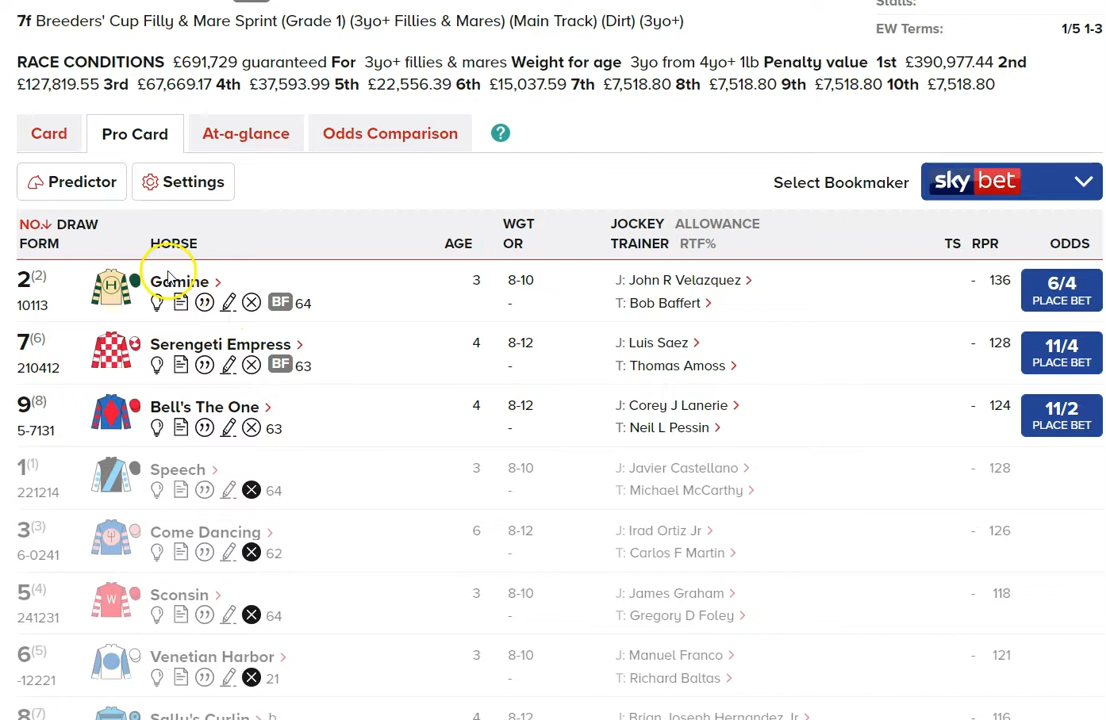 Stalls:
7f Breeders' Cup Filly & Mare Sprint (Grade 1) (3yo+ Fillies & Mares) (Main Track) (Dirt) (3yo+)
EW Terms: 1/5 1-3
RACE CONDITIONS £691,729 guaranteed For 3yo+ fillies & mares Weight for age 3yo from 4yo+ 1lb Penalty value 1st £390,977.44 2nd
£127,819.55 3rd £67,669.17 4th £37,593.99 5th £22,556.39 6th £15,037.59 7th £7,518.80 8th £7,518.80 9th £7,518.80 10th £7,518.80
Card Pro Card At-a-glance Odds Comparison ?
Predictor Settings Select Bookmaker sky bet
NO. DRAW WGT JOCKEY ALLOWANCE
FORM HORSE AGE OR TRAINER RTF% TS RPR ODDS
2(2) Gamine 3 8-10 J: John R Velazquez - 136 6/4
10113 BF 64 - T: Bob Baffert PLACE BET
7(6) Serengeti Empress 4 8-12 J: Luis Saez - 128 11/4
210412 BF 63 - T: Thomas Amoss PLACE BET
9(8) Bell's The One 4 8-12 J: Corey J Lanerie - 124 11/2
5-7131 63 - T: Neil L Pessin PLACE BET
1(1) Speech 3 8-10 J: Javier Castellano - 128
221214 64 - T: Michael McCarthy
3(3) Come Dancing 6 8-12 J: Irad Ortiz Jr - 126
6-0241 62 - T: Carlos F Martin
5(4) Sconsin 3 8-10 J: James Graham - 118
241231 64 - T: Gregory D Foley
6(5) Venetian Harbor 3 8-10 J: Manuel Franco - 121
-12221 21 - T: Richard Baltas
8(7) Sally's Curlin b 4 8-12 J: Brian Joseph Hernandez Jr - 116